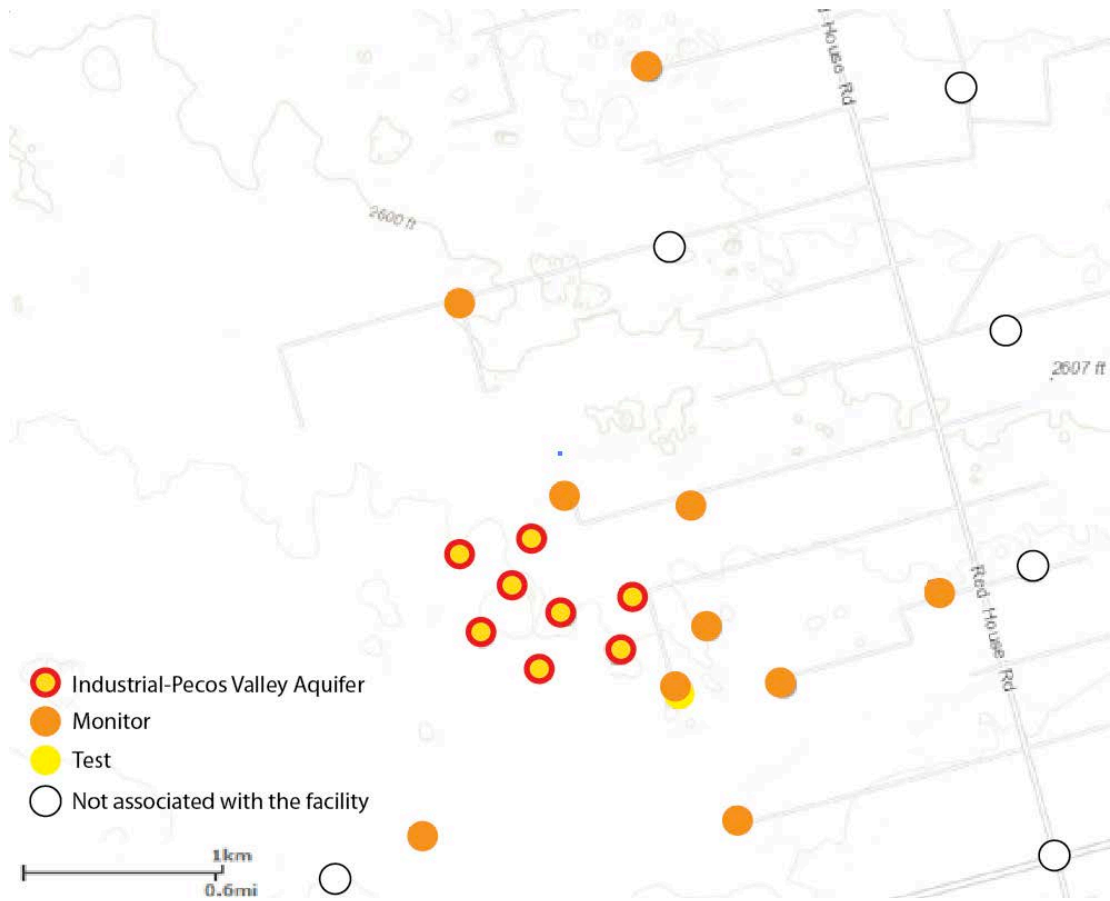 d House Rd
2600 ft
2607 ft
Red House Rd
Industrial-Pecos Valley Aquifer
Monitor
Test
Not associated with the facility
1km
0.6mi